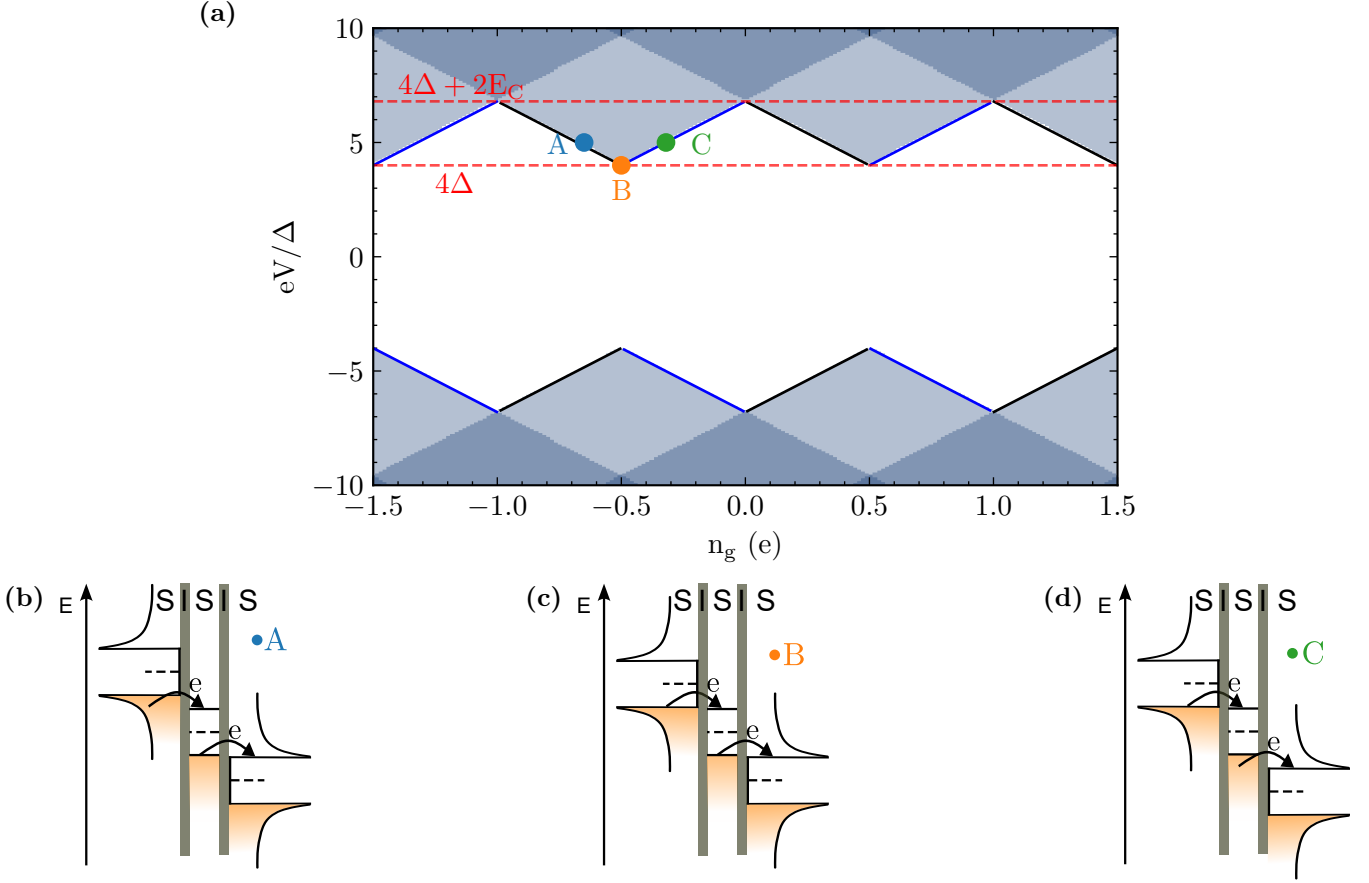 (a)
10
5
0
−5
−10
eV/Δ
4Δ + 2E_C
4Δ
A
B
C
−1.5 −1.0 −0.5 0.0 0.5 1.0 1.5
n_g (e)
(b) E S I S I S
A
e
e
(c) E S I S I S
B
e
e
(d) E S I S I S
C
e
e